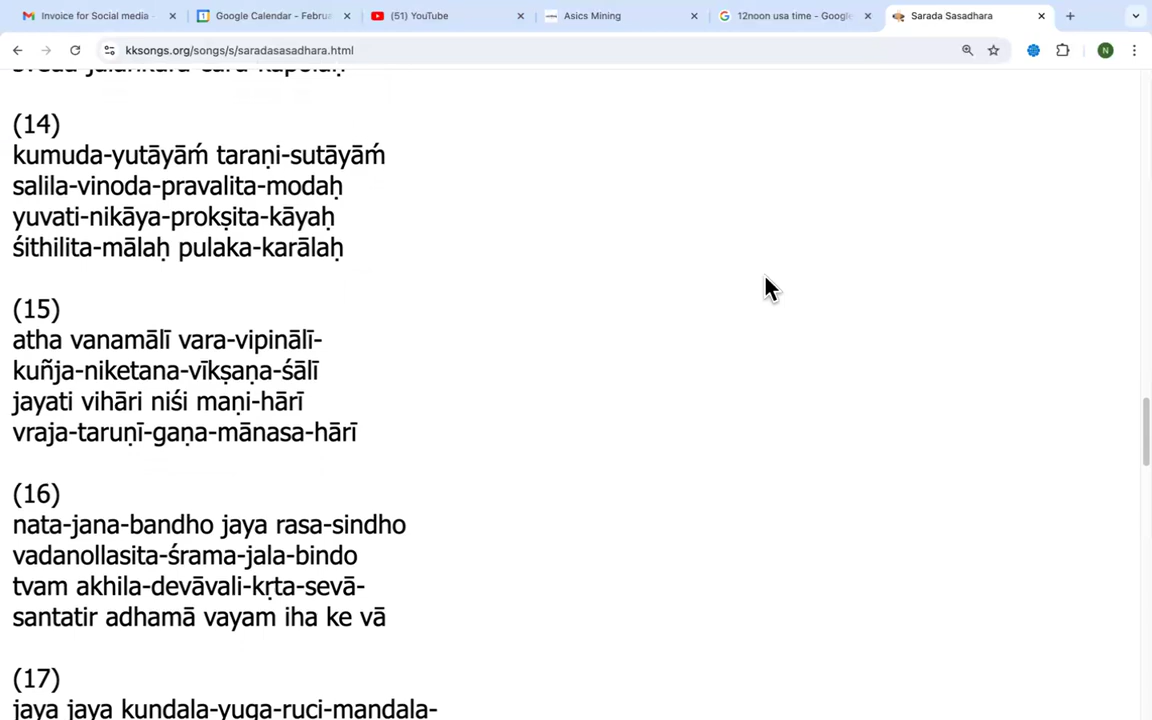 Invoice for Social media
Google Calendar - Februa
(51) YouTube
Asics Mining
12noon usa time - Google
Sarada Sasadhara
kksongs.org/songs/s/saradasasadhara.html
N
(14)
kumuda-yutāyāḿ taraṇi-sutāyāḿ
salila-vinoda-pravalita-modaḥ
yuvati-nikāya-prokṣita-kāyaḥ
śithilita-mālaḥ pulaka-karālaḥ
(15)
atha vanamālī vara-vipinālī-
kuñja-niketana-vīkṣaṇa-śālī
jayati vihāri niśi maṇi-hārī
vraja-taruṇī-gaṇa-mānasa-hārī
(16)
nata-jana-bandho jaya rasa-sindho
vadanollasita-śrama-jala-bindo
tvam akhila-devāvali-kṛta-sevā-
santatir adhamā vayam iha ke vā
(17)
jaya jaya kundala-yuga-ruci-mandala-